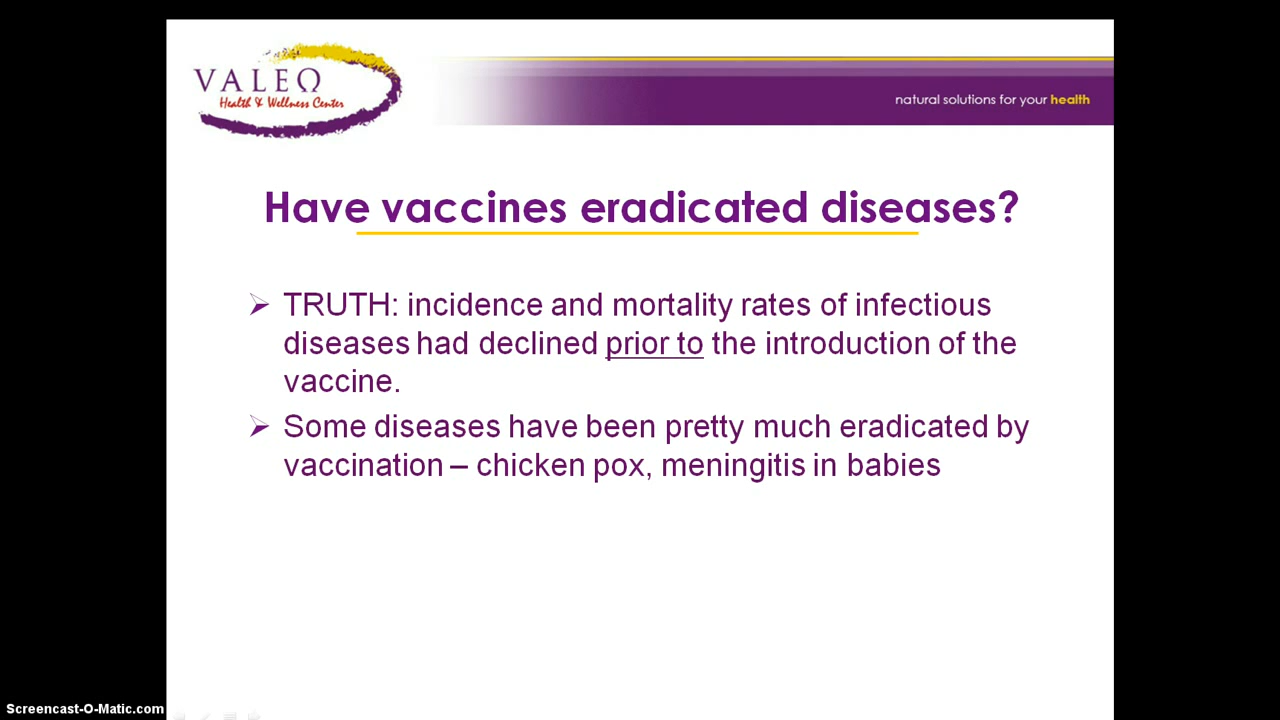 VALEΩ
Health & Wellness Center
natural solutions for your health
Have vaccines eradicated diseases?
➢ TRUTH: incidence and mortality rates of infectious
diseases had declined prior to the introduction of the
vaccine.
➢ Some diseases have been pretty much eradicated by
vaccination – chicken pox, meningitis in babies
Screencast-O-Matic.com